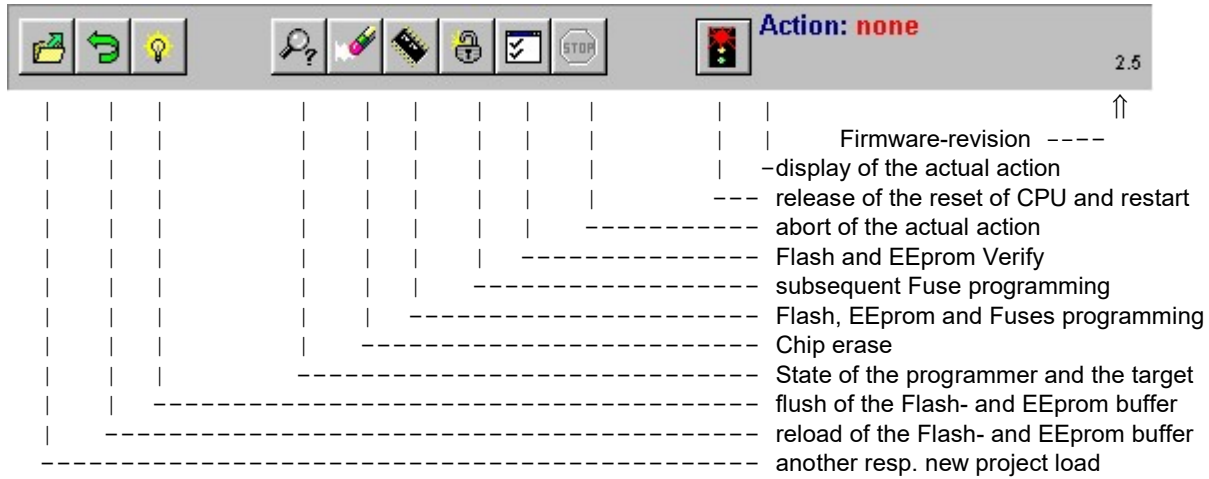 Action: none
STOP
2.5
Firmware-revision ----
-display of the actual action
--- release of the reset of CPU and restart
----------- abort of the actual action
--------------- Flash and EEprom Verify
------------------ subsequent Fuse programming
---------------------- Flash, EEprom and Fuses programming
------------------------- Chip erase
----------------------------- State of the programmer and the target
-------------------------------------- flush of the Flash- and EEprom buffer
----------------------------------------- reload of the Flash- and EEprom buffer
--------------------------------------------- another resp. new project load